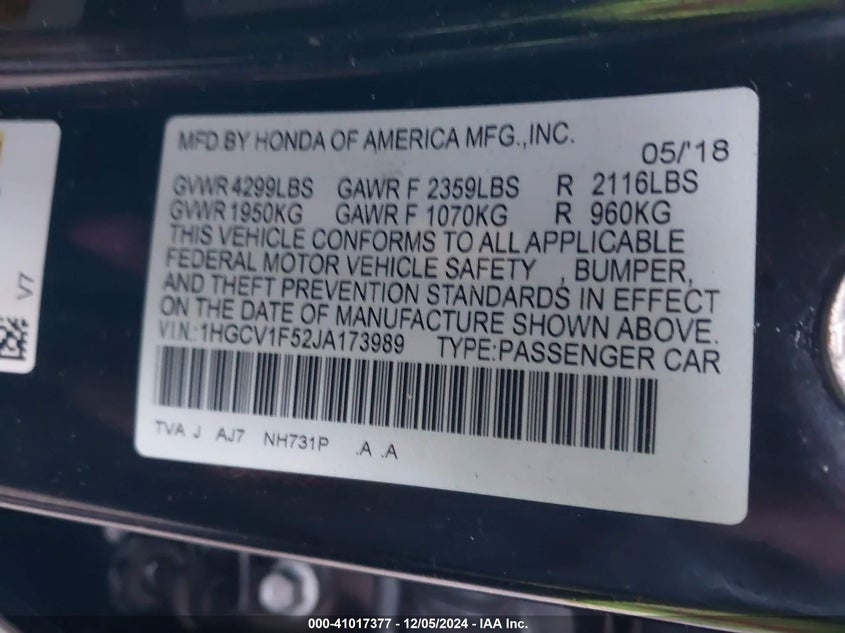 MFD.BY HONDA OF AMERICA MFG.,INC.
05/'18
GVWR 4299LBS GAWR F 2359LBS R 2116LBS
GVWR 1950KG GAWR F 1070KG R 960KG
THIS VEHICLE CONFORMS TO ALL APPLICABLE
FEDERAL MOTOR VEHICLE SAFETY , BUMPER,
AND THEFT PREVENTION STANDARDS IN EFFECT
ON THE DATE OF MANUFACTURE SHOWN ABOVE.
V.I.N.:1HGCV1F52JA173989 TYPE:PASSENGER CAR
TVA J AJ7 NH731P .A .A
V7
000-41017377 - 12/05/2024 - IAA Inc.